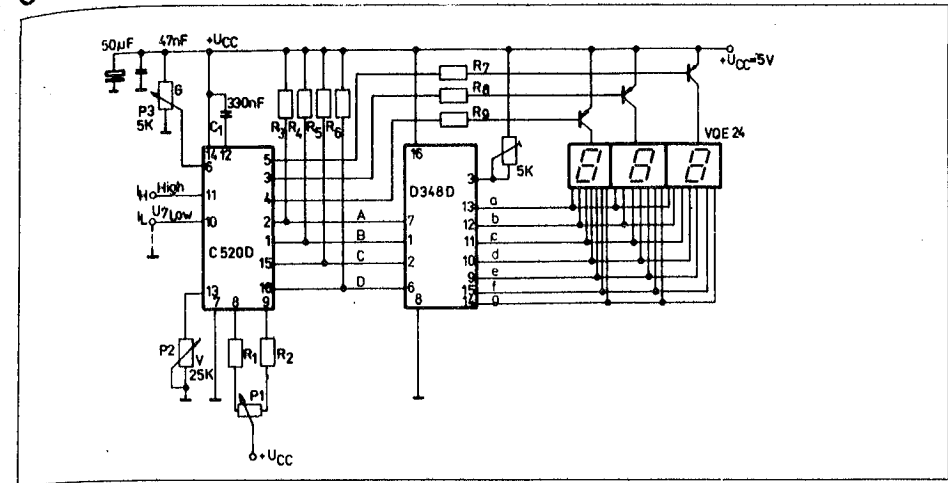 50µF 47nF +UCC
+UCC=5V
R7
R8
R9
P3
5K
6
330nF
C1
R3 R4 R5 R6
VQE 24
14 12
6
5
3
4
2
1
15
16
11
10
13
7
8
9
IH High
IL U7 Low
C 520D
A
B
C
D
16
D348D
3
5K
7
1
2
6
8
13
12
11
10
9
15
14
a
b
c
d
e
f
g
P2
V
25K
R1
R2
P1
+UCC